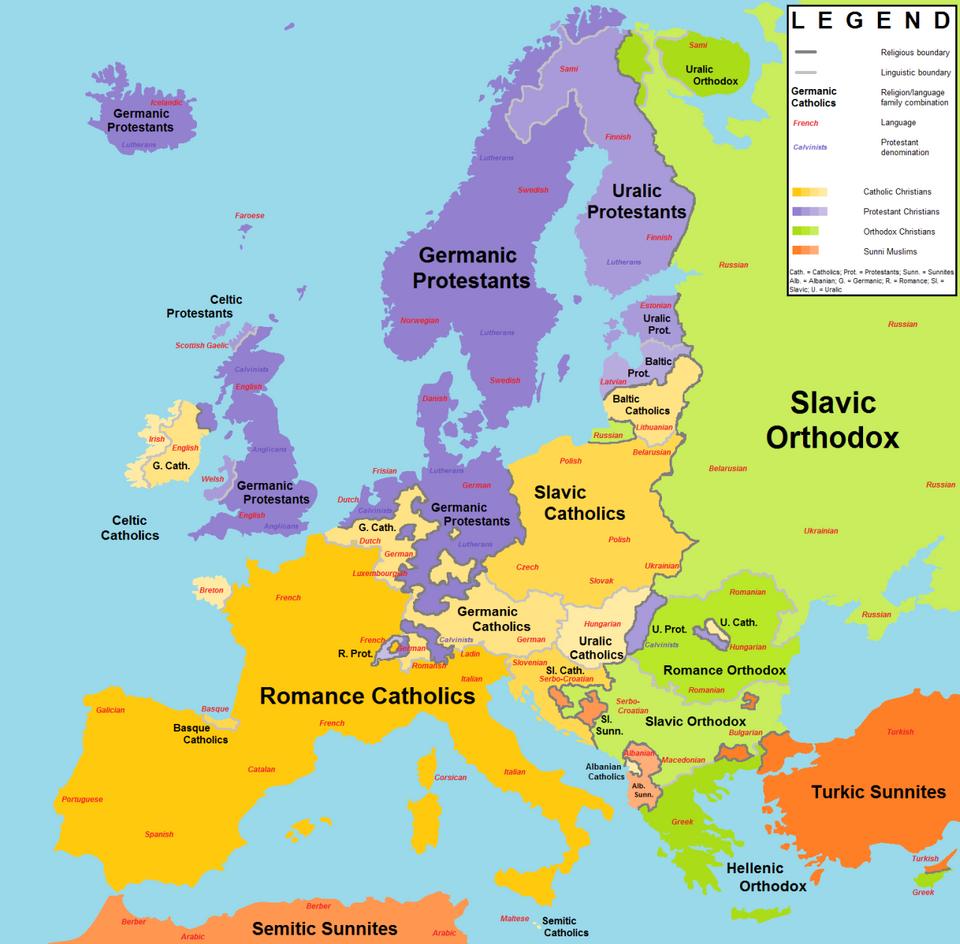 L E G E N D
Religious boundary
Linguistic boundary
Germanic
Catholics
Religion/language
family combination
French
Language
Calvinists
Protestant
denomination
Catholic Christians
Protestant Christians
Orthodox Christians
Sunni Muslims
Cath. = Catholics; Prot. = Protestants; Sunn. = Sunnites
Alb. = Albanian; G. = Germanic; R. = Romance; Sl. =
Slavic; U. = Uralic
Sami
Uralic
Orthodox
Sami
Icelandic
Germanic
Protestants
Lutherans
Finnish
Lutherans
Swedish
Uralic
Protestants
Faroese
Finnish
Germanic
Protestants
Lutherans
Russian
Celtic
Protestants
Estonian
Uralic
Prot.
Norwegian
Russian
Scottish Gaelic
Lutherans
Calvinists
Baltic
Prot.
English
Latvian
Swedish
Danish
Baltic
Catholics
Slavic
Orthodox
Irish
English
G. Cath.
Lithuanian
Russian
Belarusian
Anglicans
Polish
Belarusian
Frisian
Lutherans
German
Welsh
Germanic
Protestants
Russian
Dutch
Calvinists
Slavic
Catholics
English
Anglicans
Germanic
Protestants
Celtic
Catholics
G. Cath.
Dutch
Lutherans
Polish
Ukrainian
German
Luxembourgian
Czech
Slovak
Ukrainian
Breton
French
Romanian
Germanic
Catholics
Hungarian
Russian
U. Prot.
U. Cath.
French
German
Calvinists
German
Uralic
Catholics
Calvinists
Hungarian
R. Prot.
Romansh
Ladin
Slovenian
Sl. Cath.
Serbo-Croatian
Romance Orthodox
Italian
Romance Catholics
Romanian
Galician
Basque
Basque
Catholics
French
Serbo-
Croatian
Sl.
Sunn.
Slavic Orthodox
Bulgarian
Turkish
Albanian
Macedonian
Albanian
Catholics
Catalan
Corsican
Italian
Alb.
Sunn.
Turkic Sunnites
Portuguese
Greek
Spanish
Turkish
Hellenic
Orthodox
Greek
Berber
Berber
Arabic
Semitic Sunnites
Arabic
Maltese
Semitic
Catholics